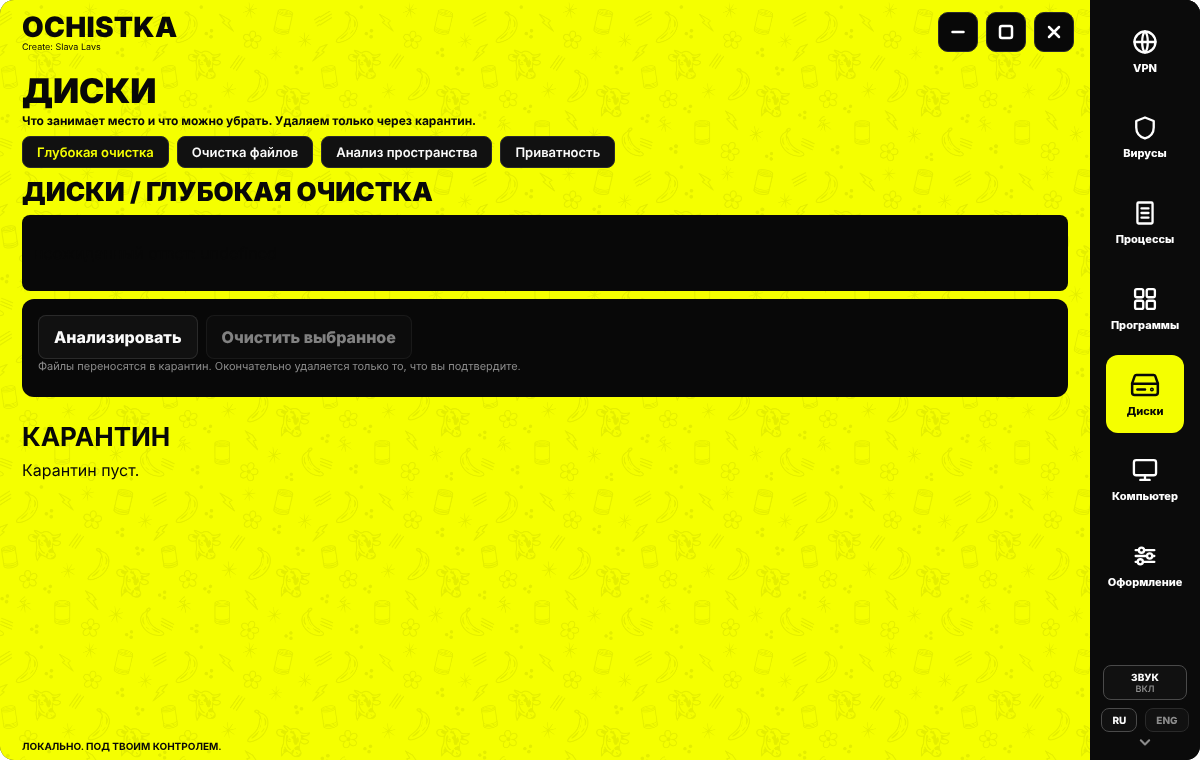 OCHISTKA
Create: Slava Lavs
ДИСКИ
Что занимает место и что можно убрать. Удаляем только через карантин.
Глубокая очистка
Очистка файлов
Анализ пространства
Приватность
ДИСКИ / ГЛУБОКАЯ ОЧИСТКА
Анализировать
Очистить выбранное
Файлы переносятся в карантин. Окончательно удаляется только то, что вы подтвердите.
КАРАНТИН
Карантин пуст.
ЛОКАЛЬНО. ПОД ТВОИМ КОНТРОЛЕМ.
VPN
Вирусы
Процессы
Программы
Диски
Компьютер
Оформление
ЗВУК
ВКЛ
RU
ENG